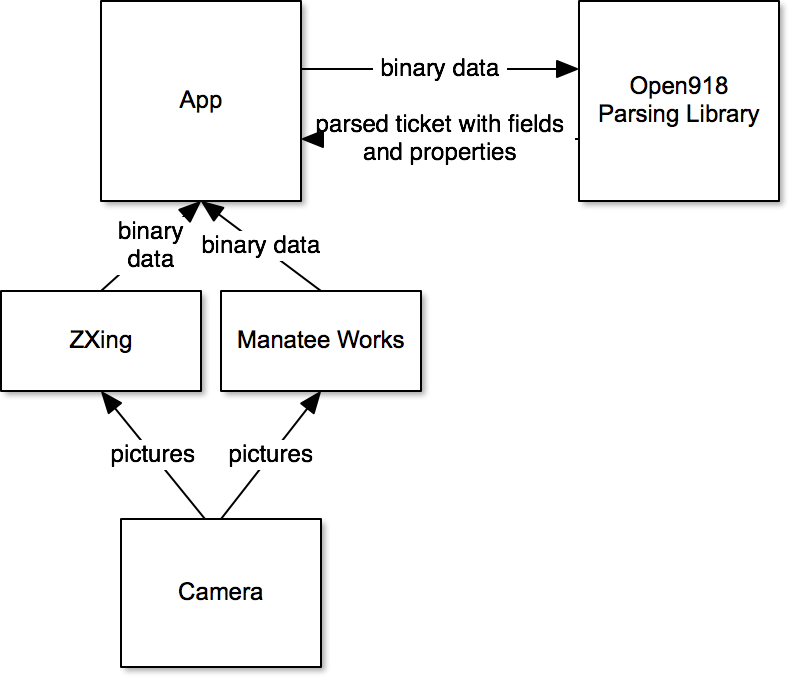 App
binary data
Open918
Parsing Library
parsed ticket with fields
and properties
binary
data
binary data
ZXing
Manatee Works
pictures
pictures
Camera